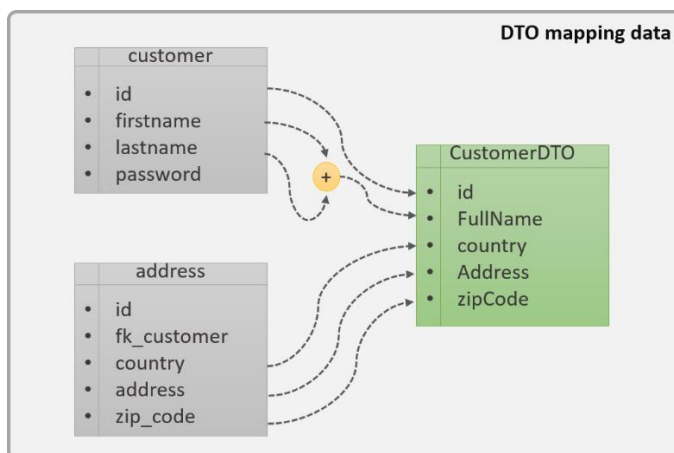 DTO mapping data
customer
• id
• firstname
• lastname
• password
+
address
• id
• fk_customer
• country
• address
• zip_code
CustomerDTO
• id
• FullName
• country
• Address
• zipCode